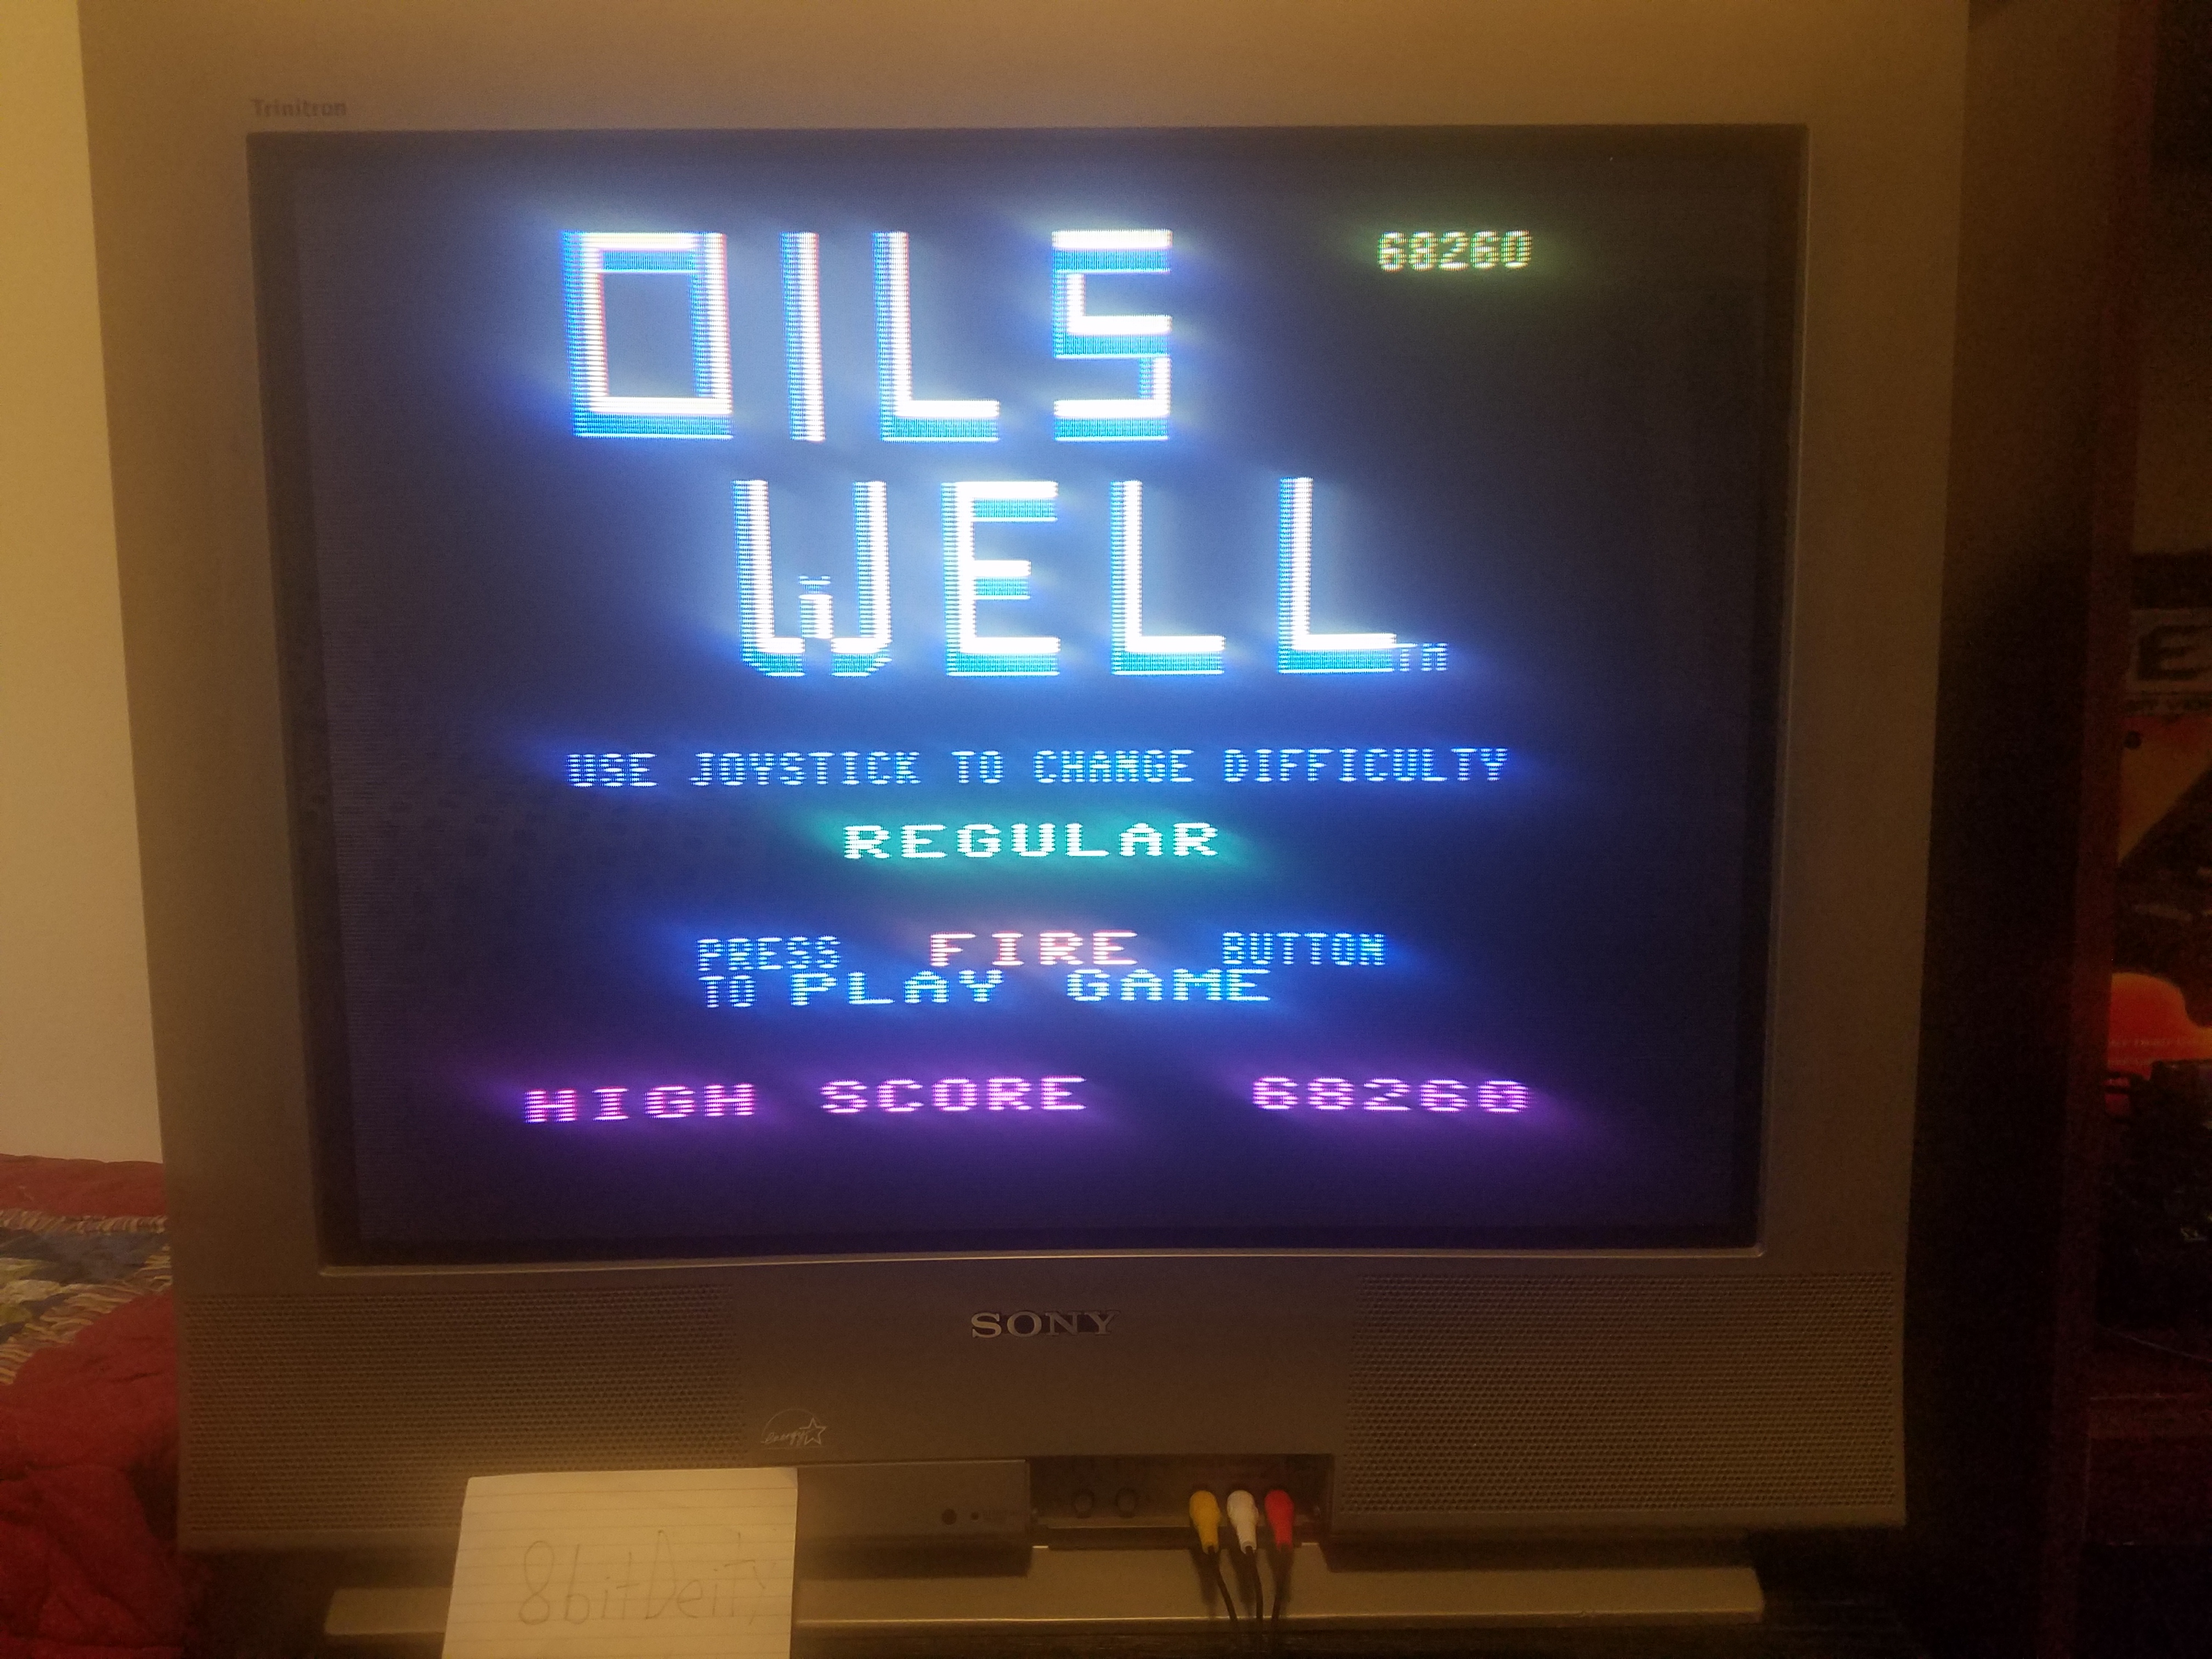 Trinitron
OILS
68260
WELL TM
USE JOYSTICK TO CHANGE DIFFICULTY
REGULAR
PRESS FIRE BUTTON
TO PLAY GAME
HIGH SCORE 68260
SONY
energy
8bitDeity
E